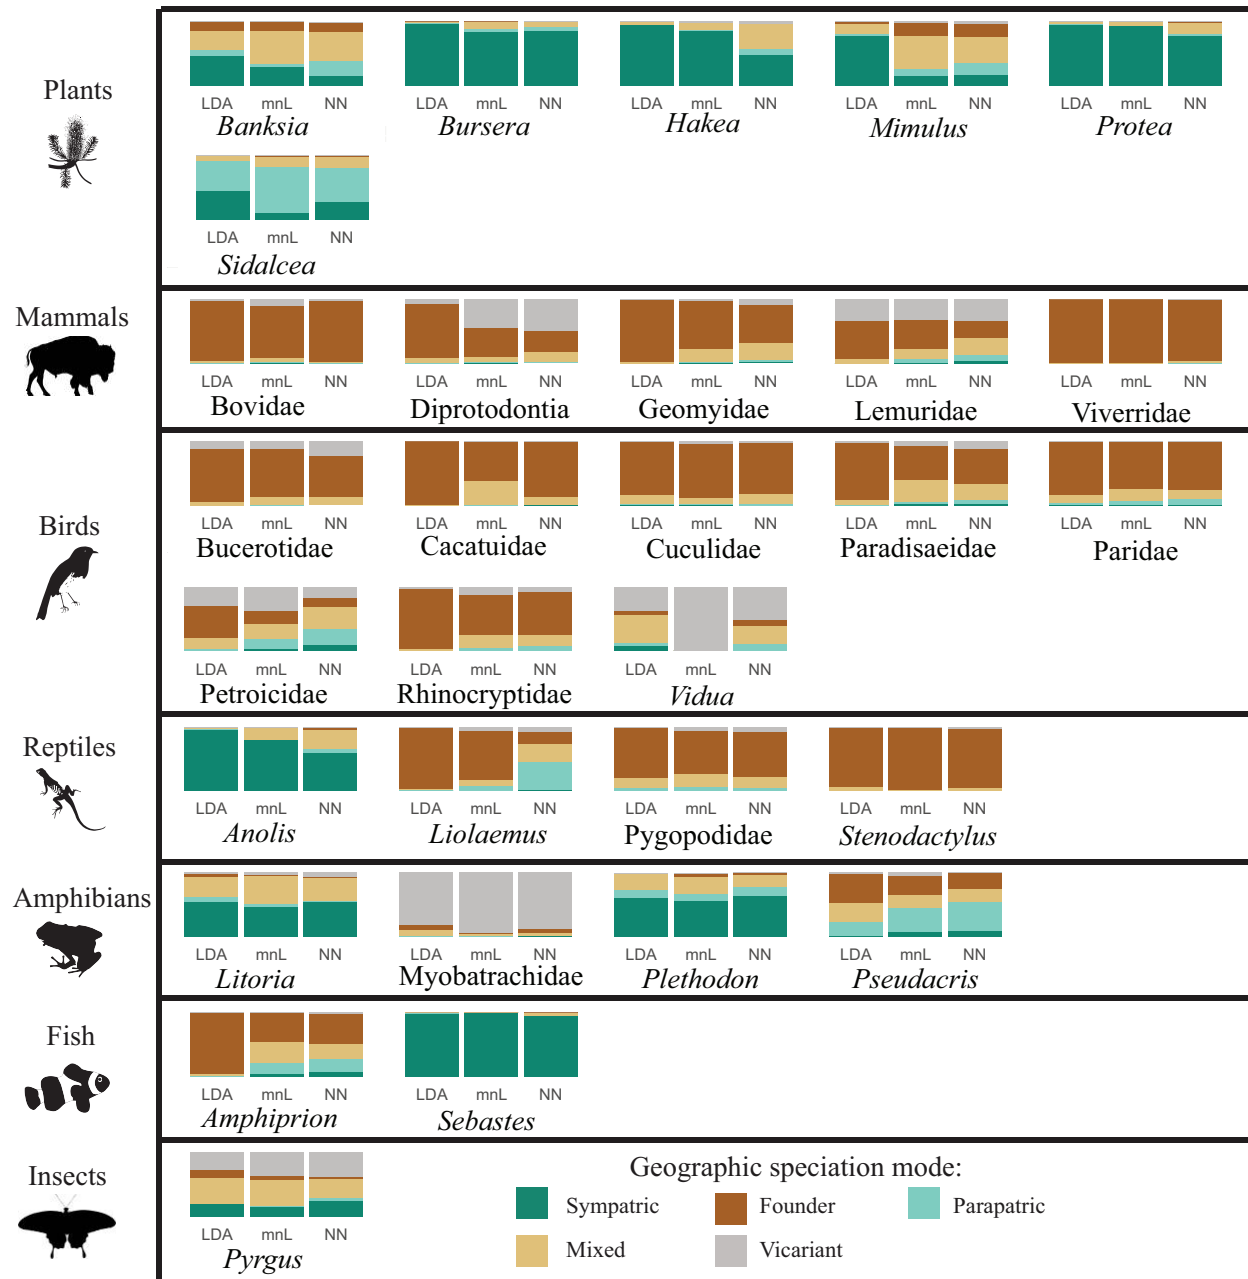 Plants
LDA mnL NN LDA mnL NN LDA mnL NN LDA mnL NN LDA mnL NN
Banksia Bursera Hakea Mimulus Protea
LDA mnL NN
Sidalcea
Mammals
LDA mnL NN LDA mnL NN LDA mnL NN LDA mnL NN LDA mnL NN
Bovidae Diprotodontia Geomyidae Lemuridae Viverridae
Birds
LDA mnL NN LDA mnL NN LDA mnL NN LDA mnL NN LDA mnL NN
Bucerotidae Cacatuidae Cuculidae Paradisaeidae Paridae
LDA mnL NN LDA mnL NN LDA mnL NN
Petroicidae Rhinocryptidae Vidua
Reptiles
LDA mnL NN LDA mnL NN LDA mnL NN LDA mnL NN
Anolis Liolaemus Pygopodidae Stenodactylus
Amphibians
LDA mnL NN LDA mnL NN LDA mnL NN LDA mnL NN
Litoria Myobatrachidae Plethodon Pseudacris
Fish
LDA mnL NN LDA mnL NN
Amphiprion Sebastes
Insects
LDA mnL NN
Pyrgus
Geographic speciation mode:
Sympatric Founder Parapatric
Mixed Vicariant